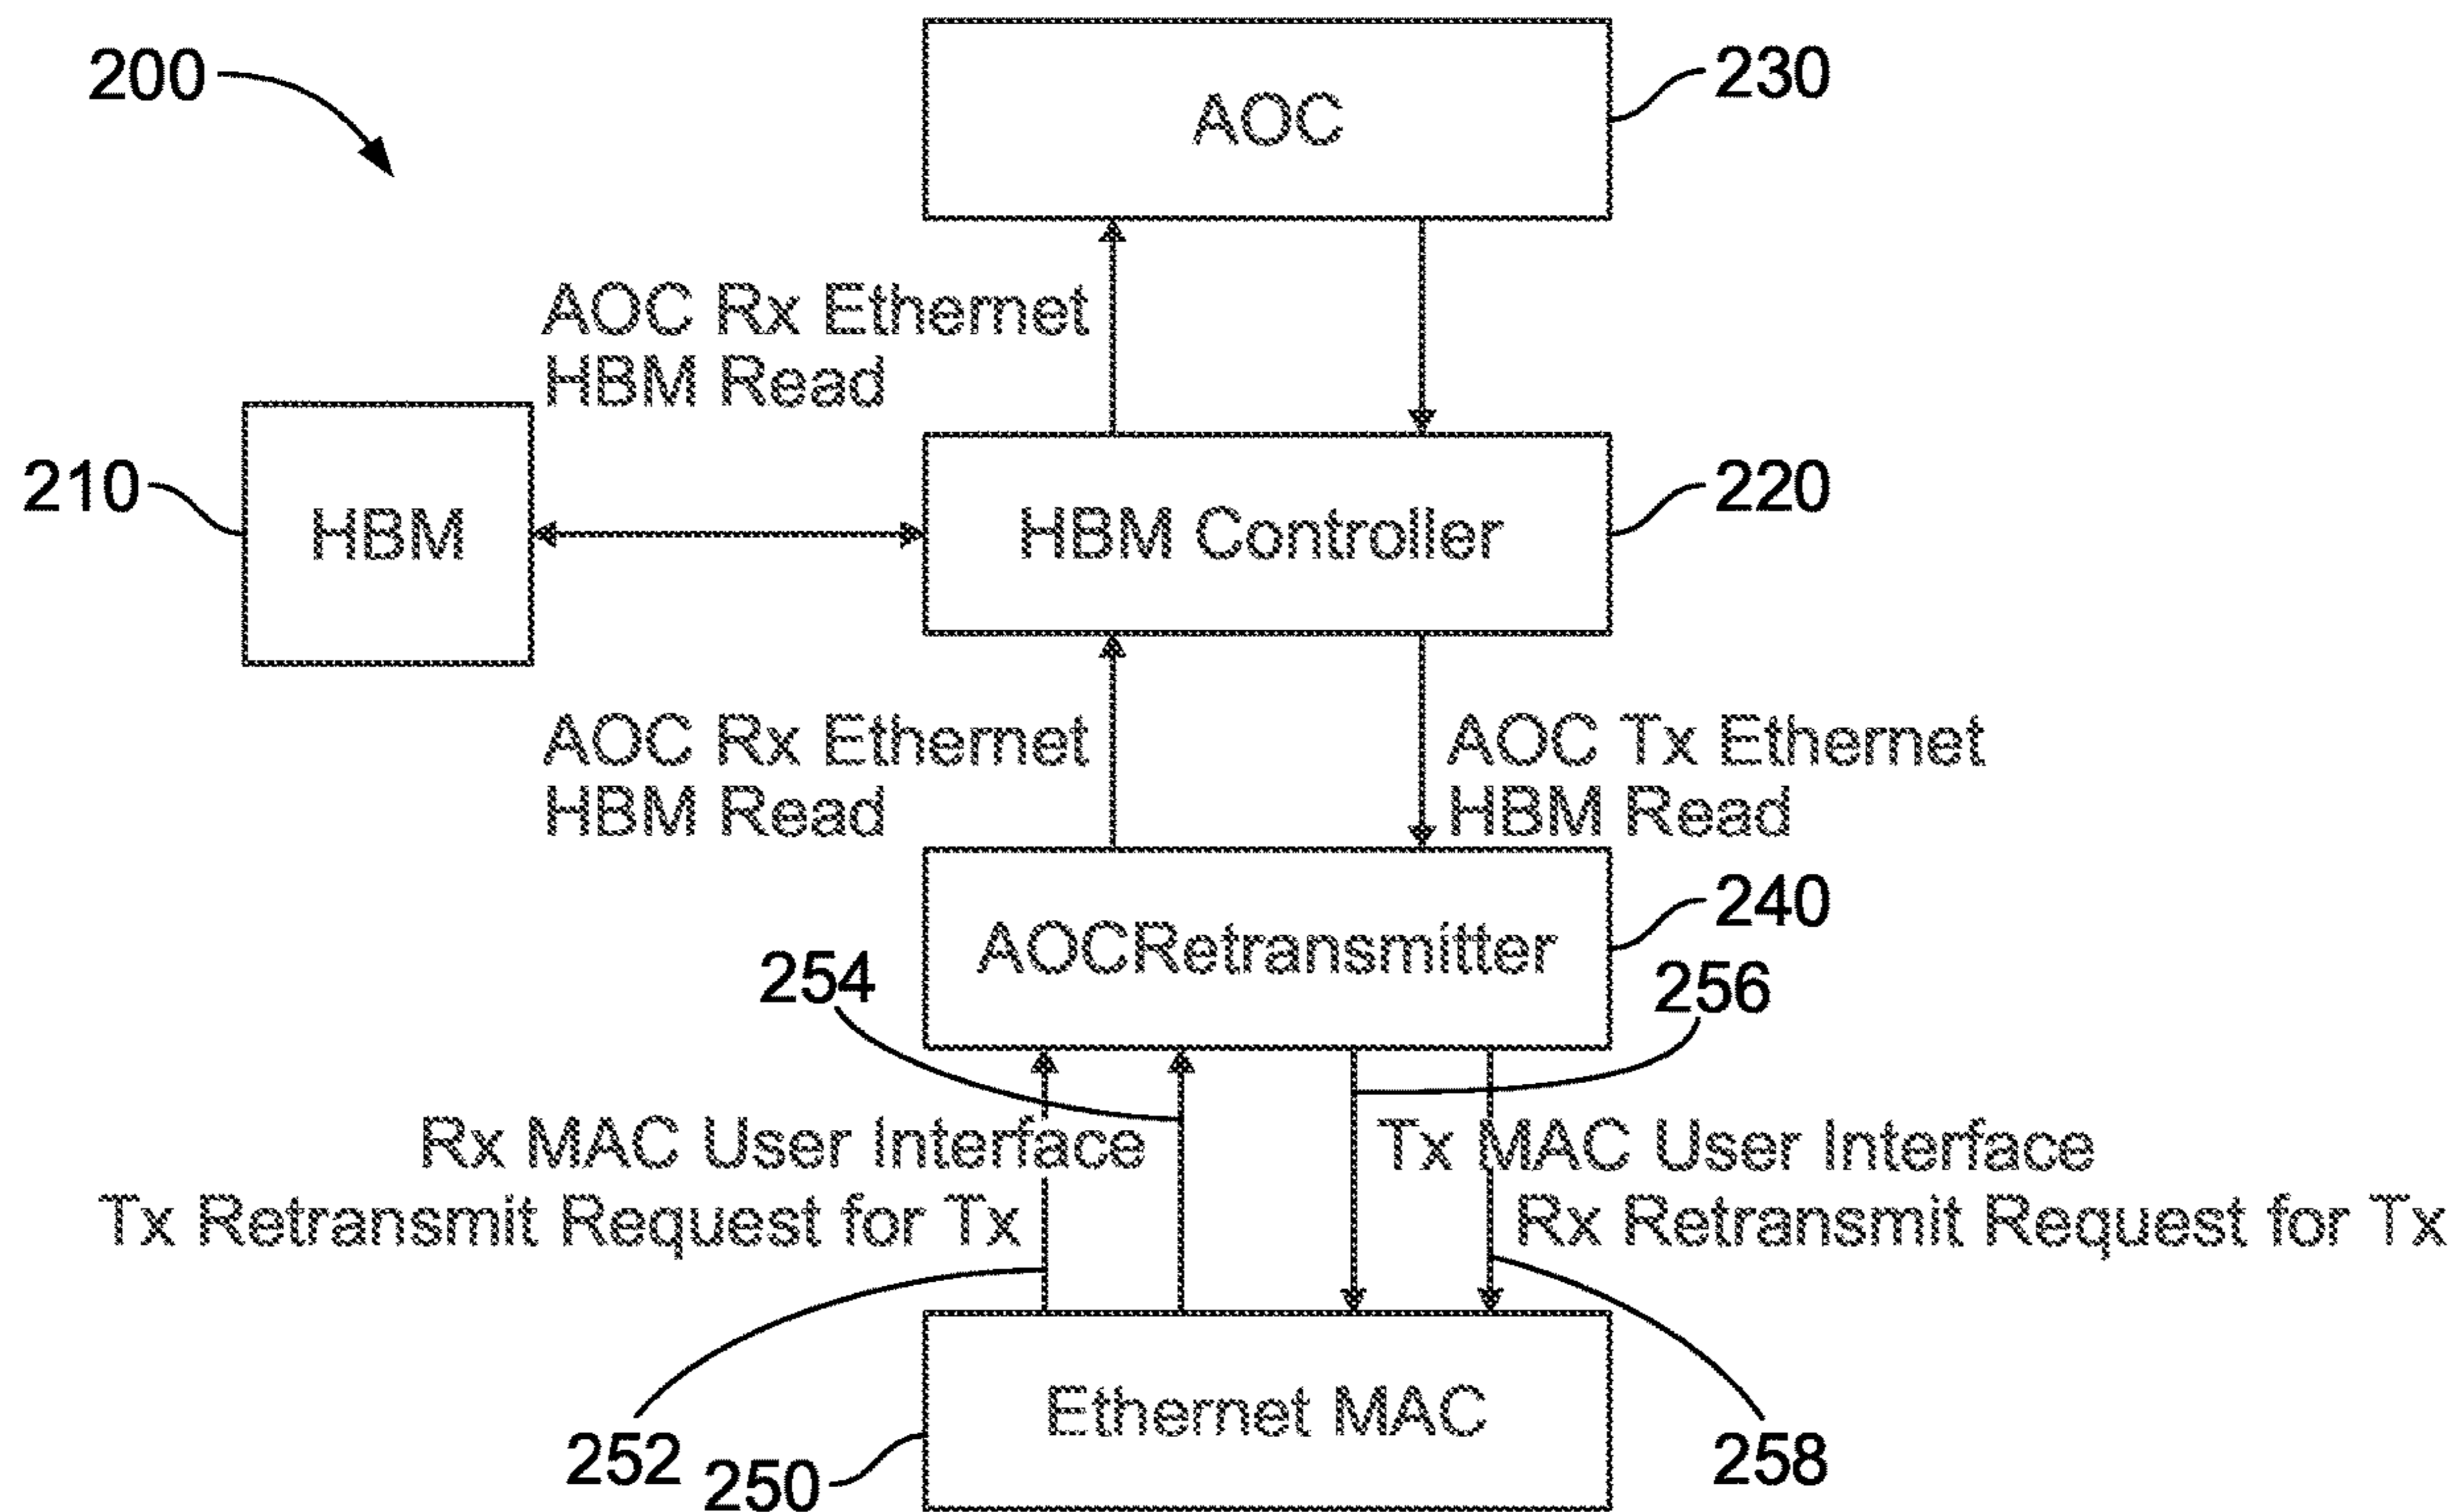 200
AOC
230
AOC Rx Ethernet
HBM Read
210
HBM
HBM Controller
220
AOC Rx Ethernet
HBM Read
AOC Tx Ethernet
HBM Read
AOCRetransmitter
240
254
256
Rx MAC User Interface
Tx Retransmit Request for Tx
Tx MAC User Interface
Rx Retransmit Request for Tx
252
250
Ethernet MAC
258